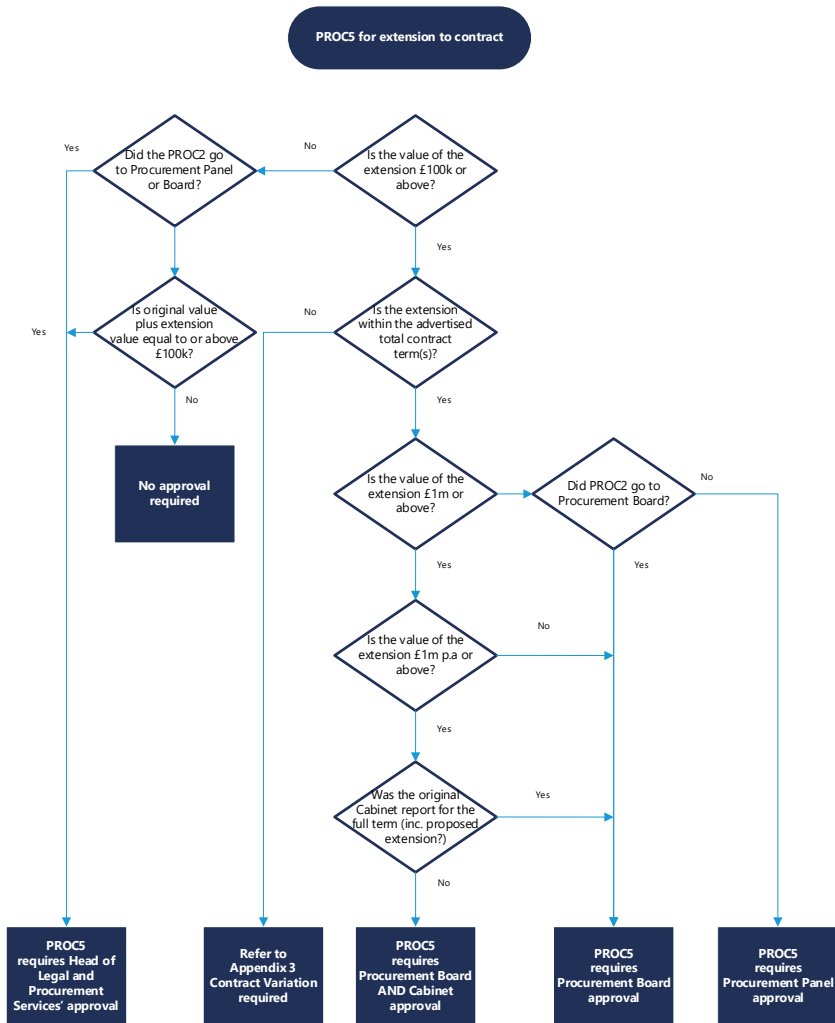 PROC5 for extension to contract
Yes
Did the PROC2 go
to Procurement Panel
or Board?
No
Is the value of the
extension £100k or
above?
Yes
Yes
Is original value
plus extension
value equal to or above
£100k?
No
Is the extension
within the advertised
total contract
term(s)?
No
Yes
No approval
required
Is the value of the
extension £1m or
above?
Did PROC2 go to
Procurement Board?
No
Yes
Yes
Is the value of the
extension £1m p.a or
above?
No
Yes
Was the original
Cabinet report for the
full term (inc. proposed
extension?)
Yes
No
PROC5
requires Head of
Legal and
Procurement
Services’ approval
Refer to
Appendix 3
Contract Variation
required
PROC5
requires
Procurement Board
AND Cabinet
approval
PROC5
requires
Procurement Board
approval
PROC5
requires
Procurement Panel
approval